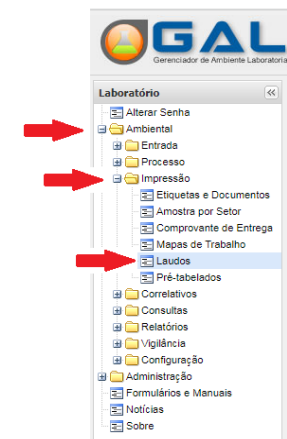 GAL
Gerenciador de Ambiente Laboratoria
Laboratório
Alterar Senha
Ambiental
Entrada
Processo
Impressão
Etiquetas e Documentos
Amostra por Setor
Comprovante de Entrega
Mapas de Trabalho
Laudos
Pré-tabelados
Correlativos
Consultas
Relatórios
Vigilância
Configuração
Administração
Formulários e Manuais
Notícias
Sobre